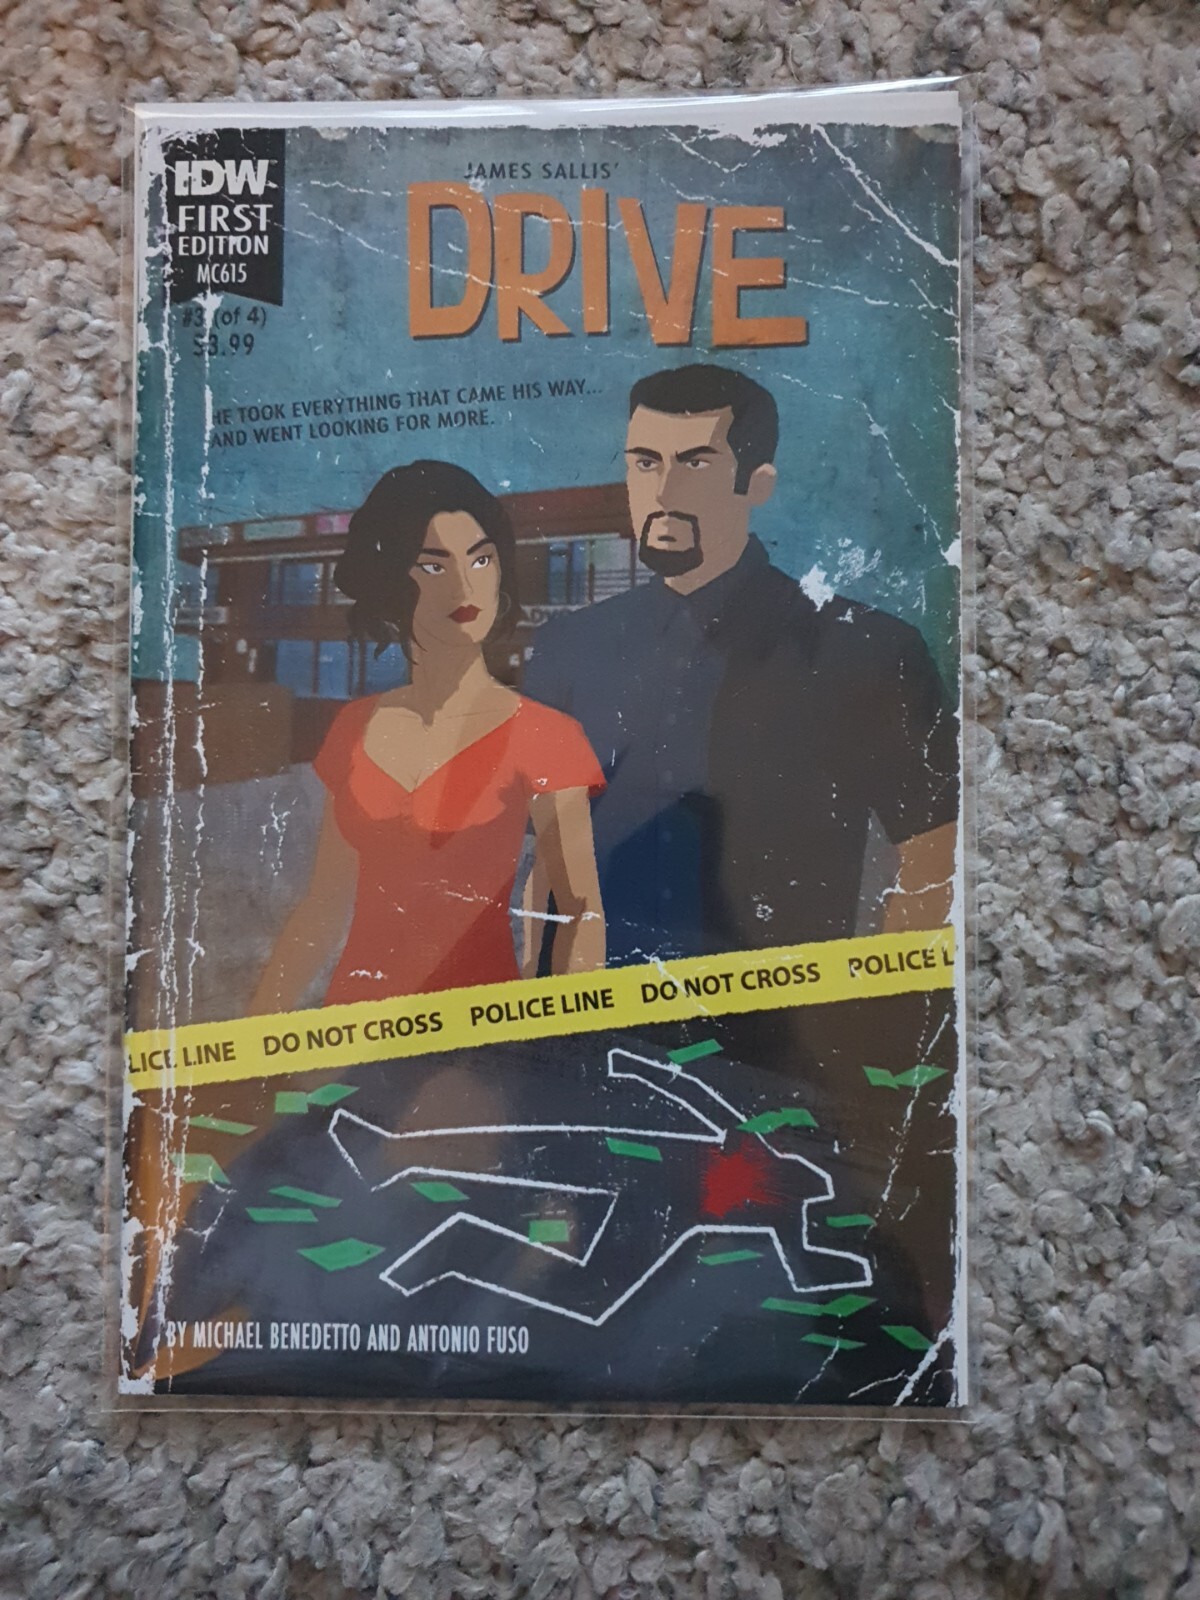 IDW
FIRST
EDITION
MC615
#3 (of 4)
$3.99
JAMES SALLIS'
DRIVE
HE TOOK EVERYTHING THAT CAME HIS WAY...
AND WENT LOOKING FOR MORE.
LICE LINE DO NOT CROSS POLICE LINE DO NOT CROSS POLICE L
BY MICHAEL BENEDETTO AND ANTONIO FUSO